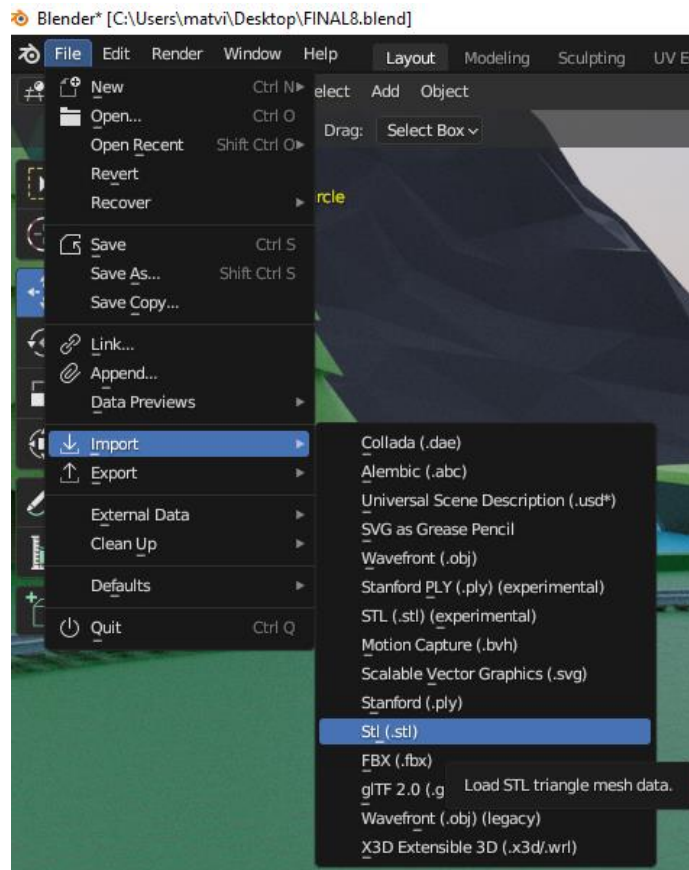 Blender* [C:\Users\matvi\Desktop\FINAL8.blend]
File Edit Render Window Help Layout Modeling Sculpting UV E
New Ctrl N
elect Add Obje
Open... Ctrl O
Drag: Select Box
Open Recent Shift Ctrl O
Revert
Recover
rcle
Save Ctrl S
Save As... Shift Ctrl S
Save Copy...
Link...
Append...
Data Previews
Import
Export
External Data
Clean Up
Defaults
Quit Ctrl Q
Collada (.dae)
Alembic (.abc)
Universal Scene Description (.usd*)
SVG as Grease Pencil
Wavefront (.obj)
Stanford PLY (.ply) (experimental)
STL (.stl) (experimental)
Motion Capture (.bvh)
Scalable Vector Graphics (.svg)
Stanford (.ply)
Stl (.stl)
FBX (.fbx)
glTF 2.0 (.g
Load STL triangle mesh data.
Wavefront (.obj) (legacy)
X3D Extensible 3D (.x3d/.wrl)